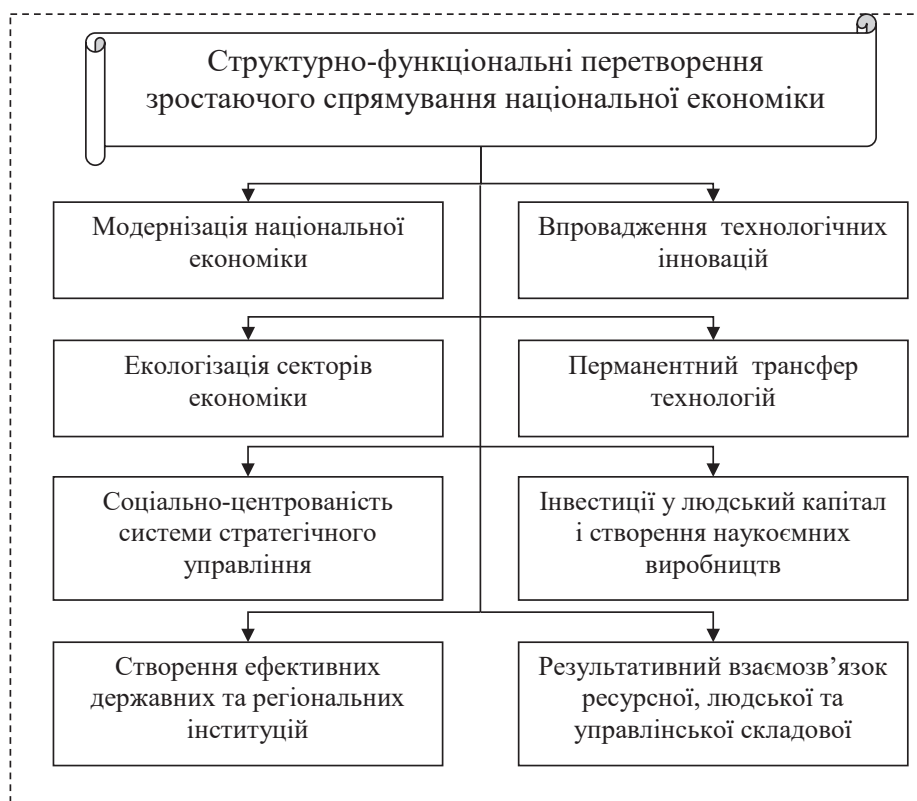 Структурно-функціональні перетворення
зростаючого спрямування національної економіки
Модернізація національної
економіки
Впровадження технологічних
інновацій
Екологізація секторів
економіки
Перманентний трансфер
технологій
Соціально-центрованість
системи стратегічного
управління
Інвестиції у людський капітал
і створення наукоємних
виробництв
Створення ефективних
державних та регіональних
інституцій
Результативний взаємозв’язок
ресурсної, людської та
управлінської складової